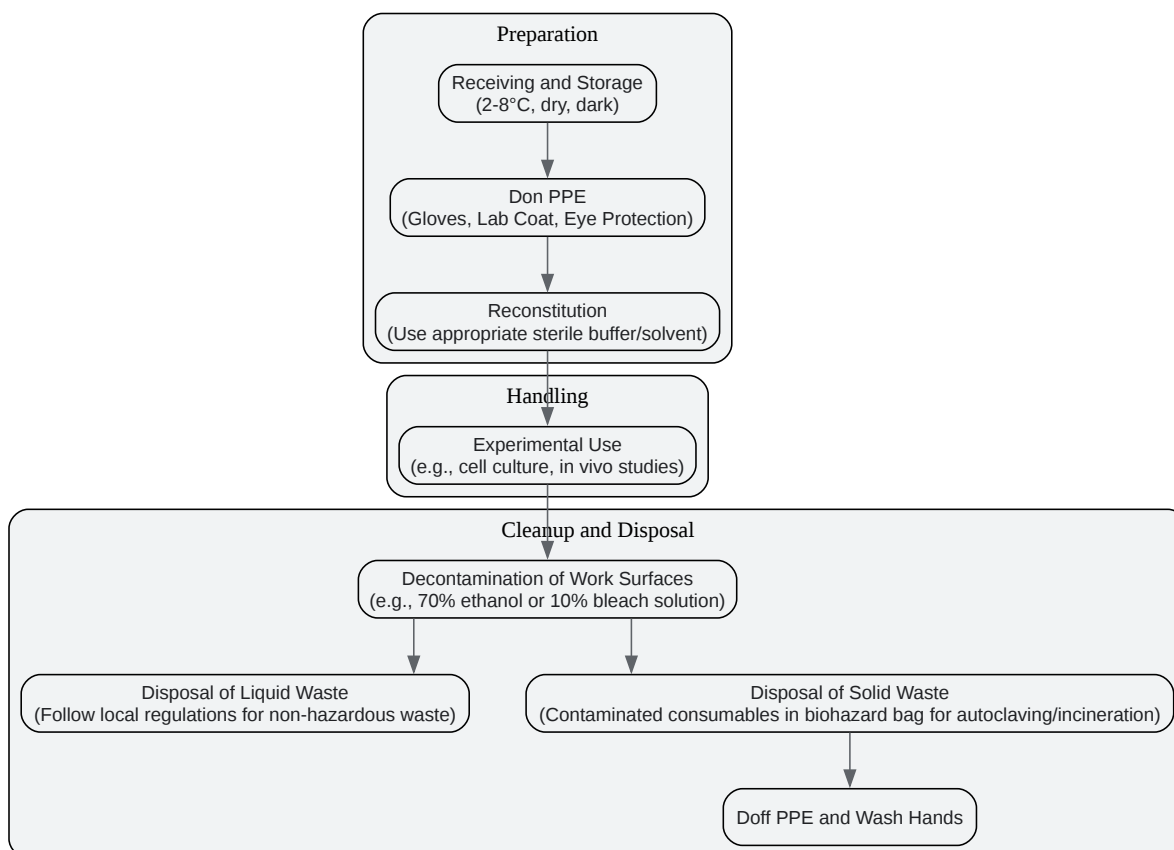 Preparation
Receiving and Storage
(2-8°C, dry, dark)
Don PPE
(Gloves, Lab Coat, Eye Protection)
Reconstitution
(Use appropriate sterile buffer/solvent)
Handling
Experimental Use
(e.g., cell culture, in vivo studies)
Cleanup and Disposal
Decontamination of Work Surfaces
(e.g., 70% ethanol or 10% bleach solution)
Disposal of Liquid Waste
(Follow local regulations for non-hazardous waste)
Disposal of Solid Waste
(Contaminated consumables in biohazard bag for autoclaving/incineration)
Doff PPE and Wash Hands